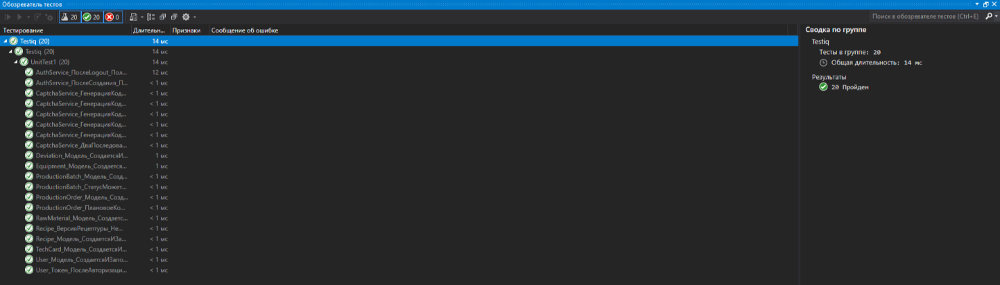 Обозреватель тестов
20 20 0 Поиск в обозревателе тестов (Ctrl+E)
Тестирование Длительн... Признаки Сообщение об ошибке
Testiq (20) 14 мс
Testiq (20) 14 мс
UnitTest1 (20) 14 мс
AuthService_ПослеLogout_Пол... 12 мс
AuthService_ПослеСоздания_П... < 1 мс
CaptchaService_ГенерацияКод... < 1 мс
CaptchaService_ГенерацияКод... < 1 мс
CaptchaService_ГенерацияКод... < 1 мс
CaptchaService_ГенерацияКод... < 1 мс
CaptchaService_ГенерацияКод... < 1 мс
CaptchaService_ДваПоследова... < 1 мс
Deviation_Модель_СоздаетсяИ... 1 мс
Equipment_Модель_Создается... 1 мс
ProductionBatch_Модель_Созд... < 1 мс
ProductionBatch_СтатусМожет... < 1 мс
ProductionOrder_Модель_Созд... < 1 мс
ProductionOrder_ПлановоеКо... < 1 мс
RawMaterial_Модель_Создаетс... < 1 мс
Recipe_ВерсияРецептуры_Не... < 1 мс
Recipe_Модель_СоздаетсяИЗа... < 1 мс
TechCard_Модель_СоздаетсяИ... < 1 мс
User_Модель_СоздаетсяИЗапо... < 1 мс
User_Токен_ПослеАвторизаци... < 1 мс
Сводка по группе
Testiq
Тесты в группе: 20
Общая длительность: 14 мс
Результаты
20 Пройден